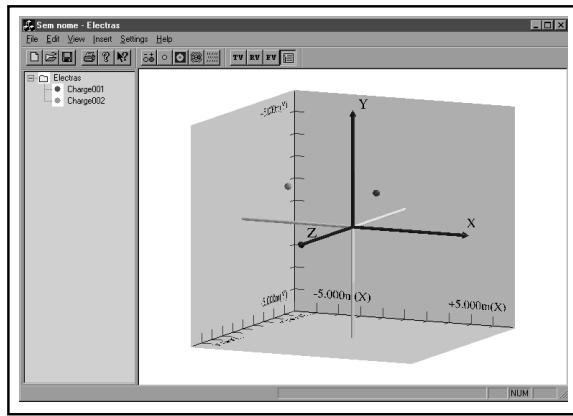 Sem nome - Electras
File Edit View Insert Settings Help
TV RV FV
Electras
Charge001
Charge002
Y
X
Z
-5.000m(X)
+5.000m(X)
NUM